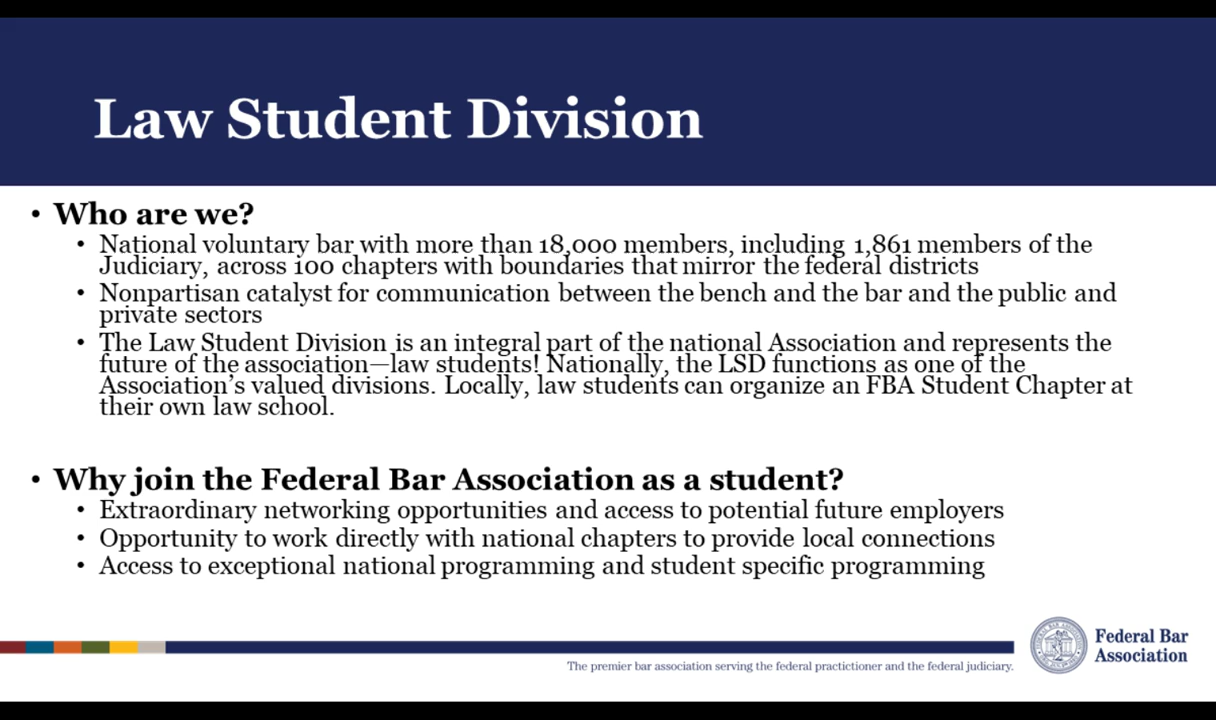 Law Student Division
• Who are we?
• National voluntary bar with more than 18,000 members, including 1,861 members of the
Judiciary, across 100 chapters with boundaries that mirror the federal districts
• Nonpartisan catalyst for communication between the bench and the bar and the public and
private sectors
• The Law Student Division is an integral part of the national Association and represents the
future of the association—law students! Nationally, the LSD functions as one of the
Association’s valued divisions. Locally, law students can organize an FBA Student Chapter at
their own law school.
• Why join the Federal Bar Association as a student?
• Extraordinary networking opportunities and access to potential future employers
• Opportunity to work directly with national chapters to provide local connections
• Access to exceptional national programming and student specific programming
Federal Bar
Association
The premier bar association serving the federal practictioner and the federal judiciary.